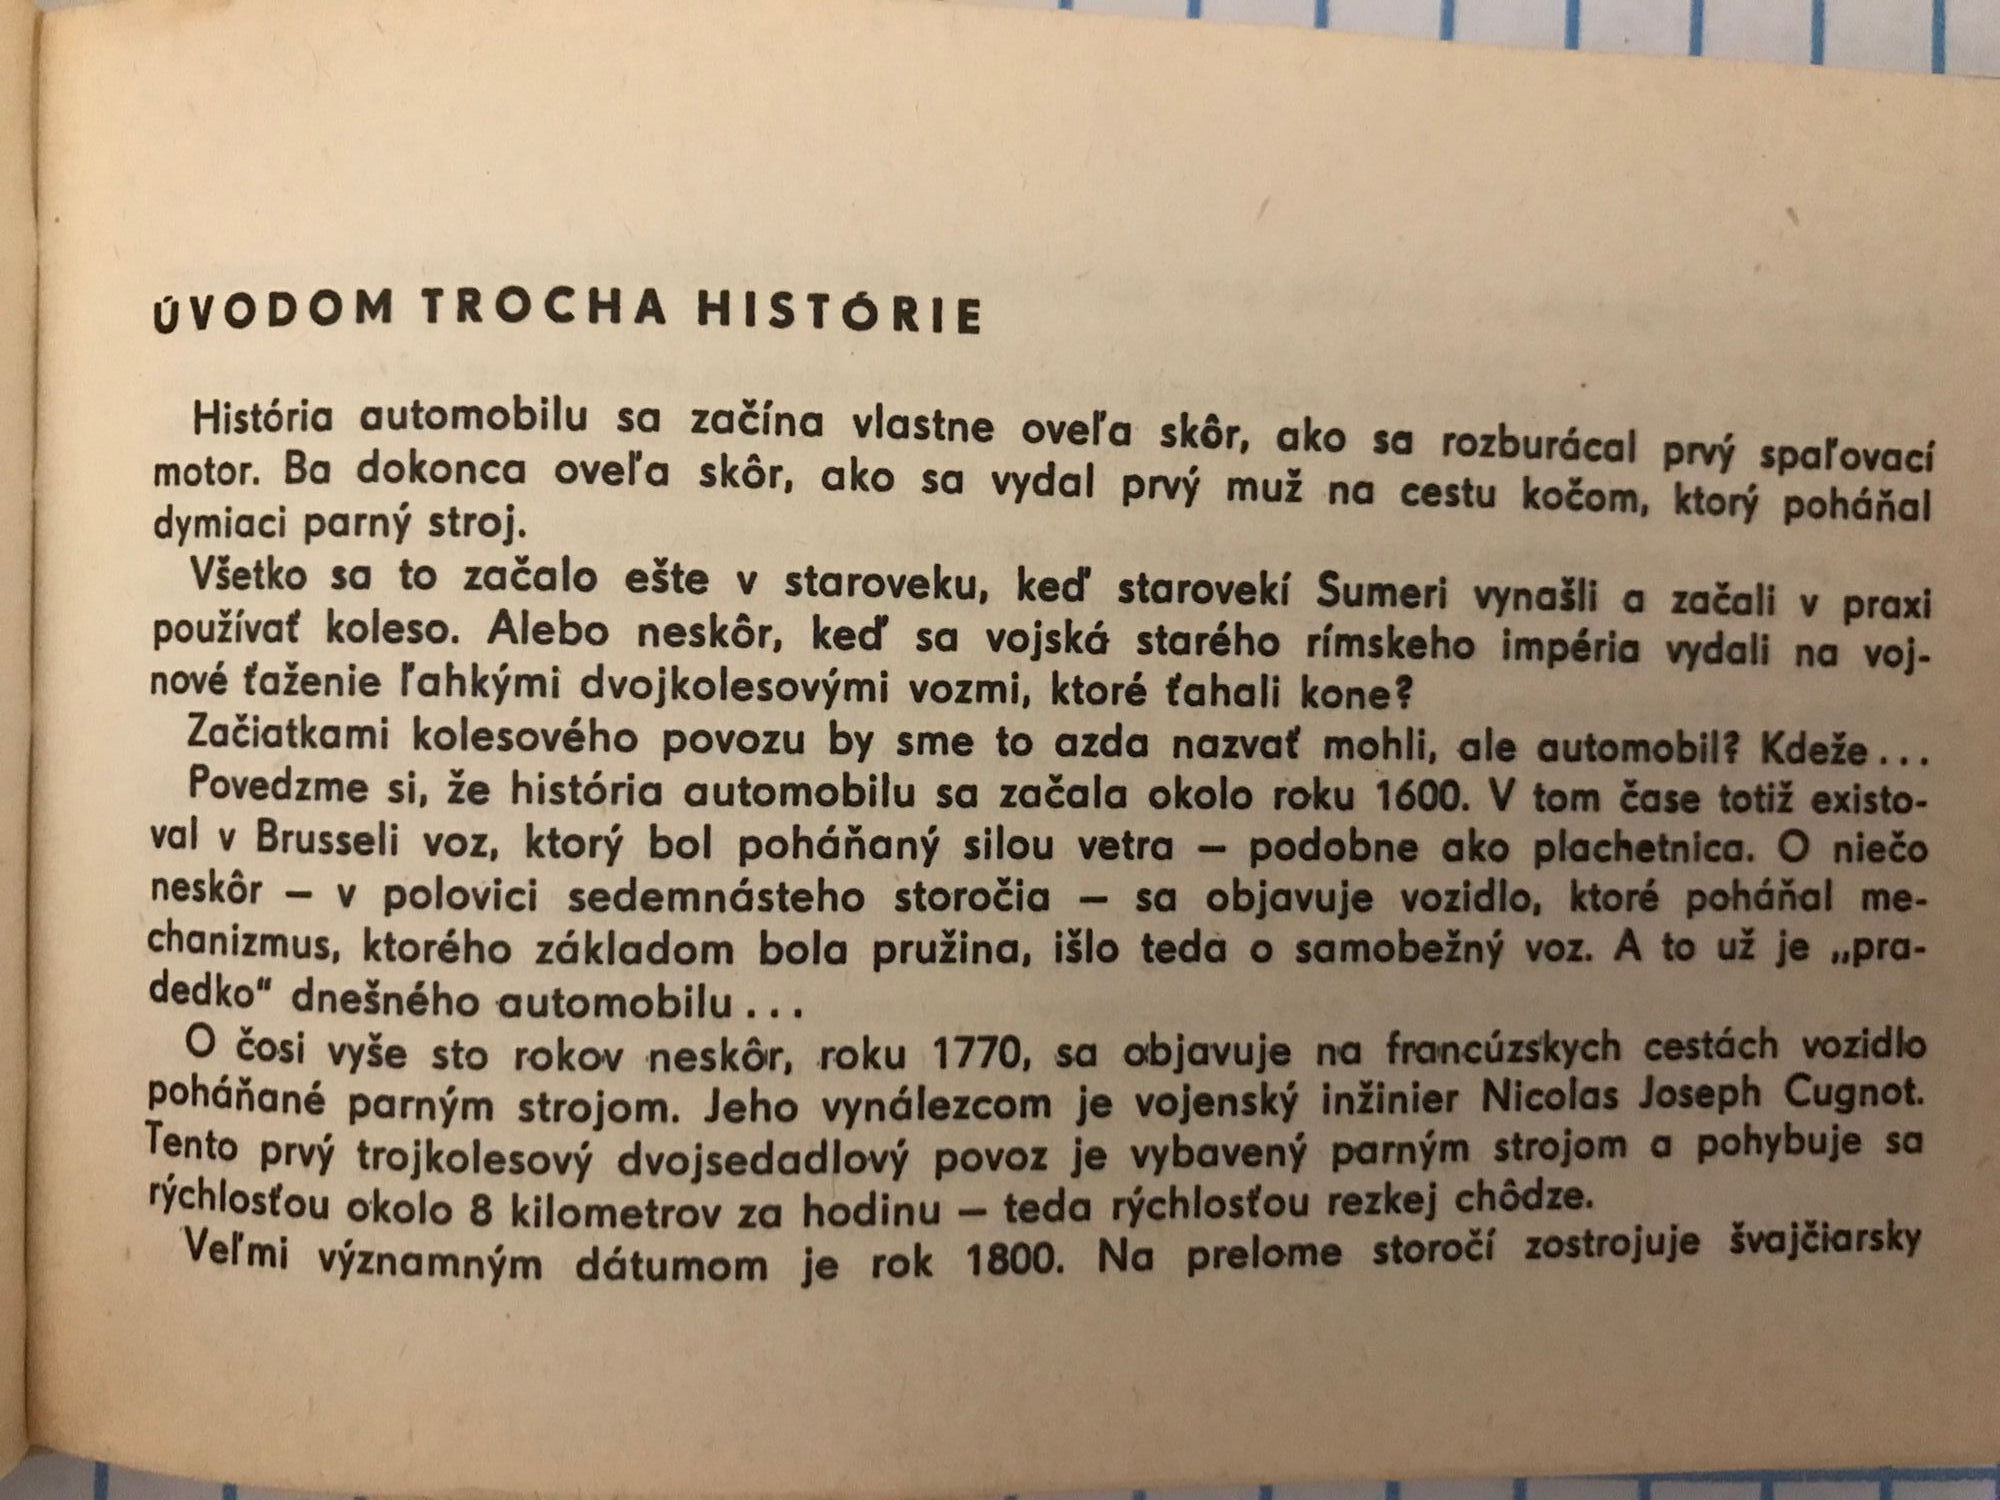 ÚVODOM TROCHA HISTÓRIE
História automobilu sa začína vlastne oveľa skôr, ako sa rozburácal prvý spaľovací
motor. Ba dokonca oveľa skôr, ako sa vydal prvý muž na cestu kočom, ktorý poháňal
dymiaci parný stroj.
Všetko sa to začalo ešte v staroveku, keď starovekí Sumeri vynašli a začali v praxi
používať koleso. Alebo neskôr, keď sa vojská starého rímskeho impéria vydali na voj-
nové ťaženie ľahkými dvojkolesovými vozmi, ktoré ťahali kone?
Začiatkami kolesového povozu by sme to azda nazvať mohli, ale automobil? Kdeže...
Povedzme si, že história automobilu sa začala okolo roku 1600. V tom čase totiž existo-
val v Brusseli voz, ktorý bol poháňaný silou vetra — podobne ako plachetnica. O niečo
neskôr — v polovici sedemnásteho storočia — sa objavuje vozidlo, ktoré poháňal me-
chanizmus, ktorého základom bola pružina, išlo teda o samobežný voz. A to už je „pra-
dedko“ dnešného automobilu...
O čosi vyše sto rokov neskôr, roku 1770, sa objavuje na francúzskych cestách vozidlo
poháňané parným strojom. Jeho vynálezcom je vojenský inžinier Nicolas Joseph Cugnot.
Tento prvý trojkolesový dvojsedadlový povoz je vybavený parným strojom a pohybuje sa
rýchlosťou okolo 8 kilometrov za hodinu — teda rýchlosťou rezkej chôdze.
Veľmi významným dátumom je rok 1800. Na prelome storočí zostrojuje švajčiarsky